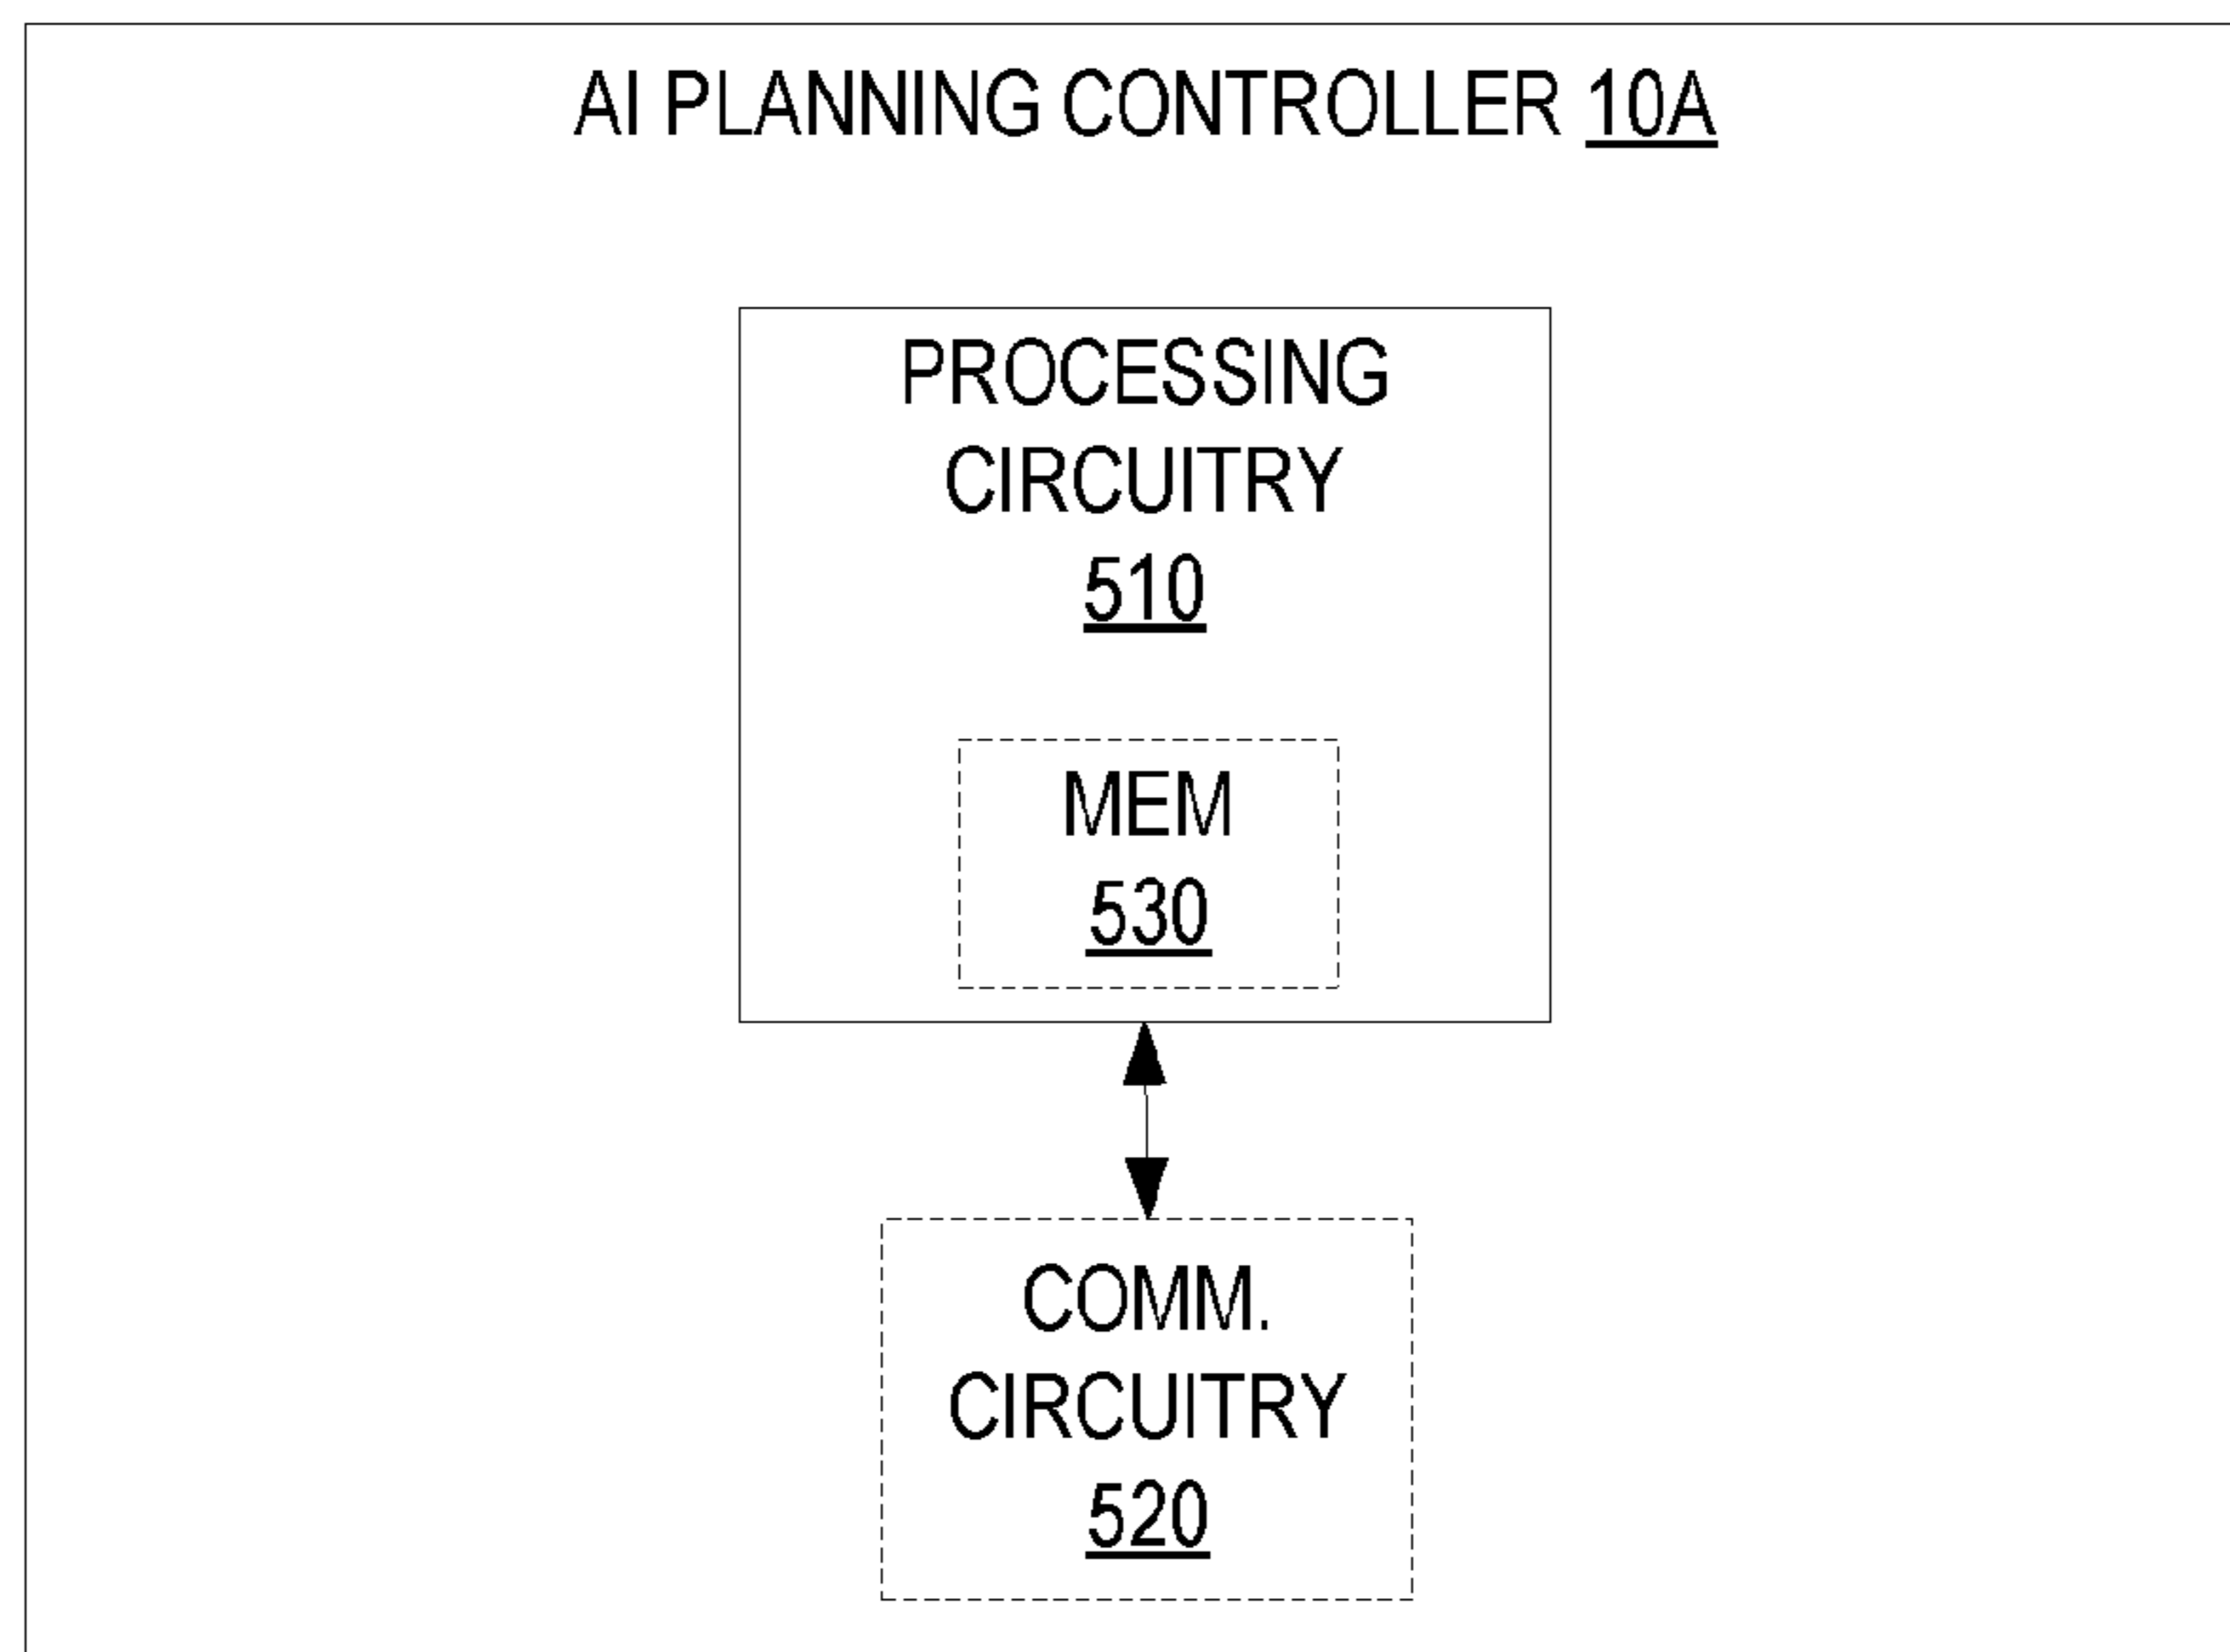 AI PLANNING CONTROLLER 10A
PROCESSING
CIRCUITRY
510
MEM
530
COMM.
CIRCUITRY
520